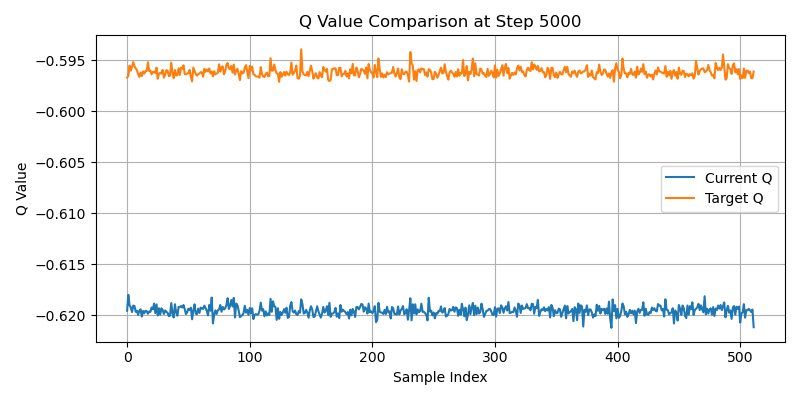 Q Value Comparison at Step 5000
Q Value
−0.595
−0.600
−0.605
−0.610
−0.615
−0.620
Current Q
Target Q
0
100
200
300
400
500
Sample Index